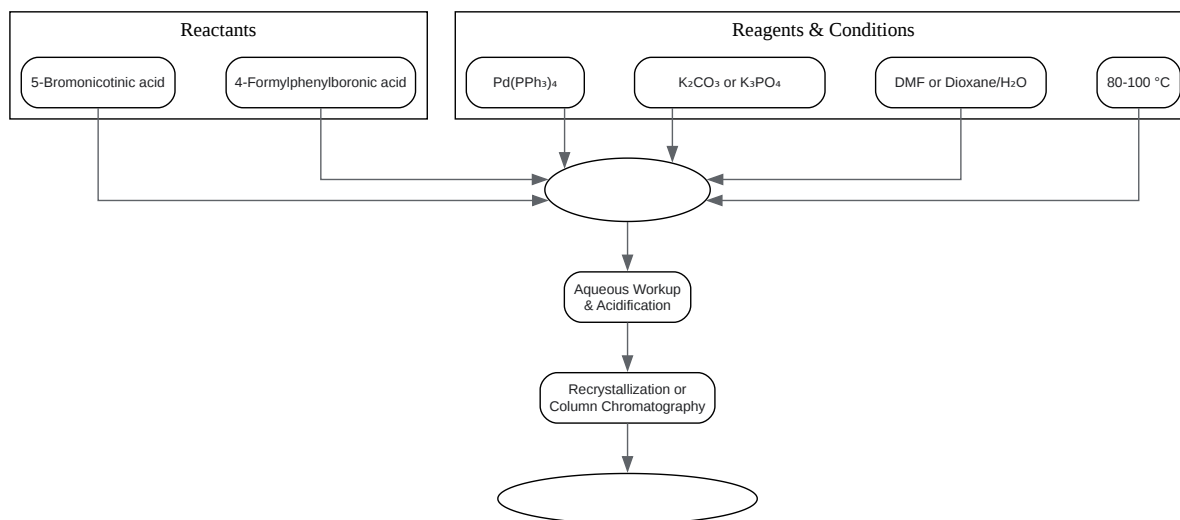 Reactants
Reagents & Conditions
5-Bromonicotinic acid
4-Formylphenylboronic acid
Pd(PPh₃)₄
K₂CO₃ or K₃PO₄
DMF or Dioxane/H₂O
80-100 °C
Aqueous Workup
& Acidification
Recrystallization or
Column Chromatography